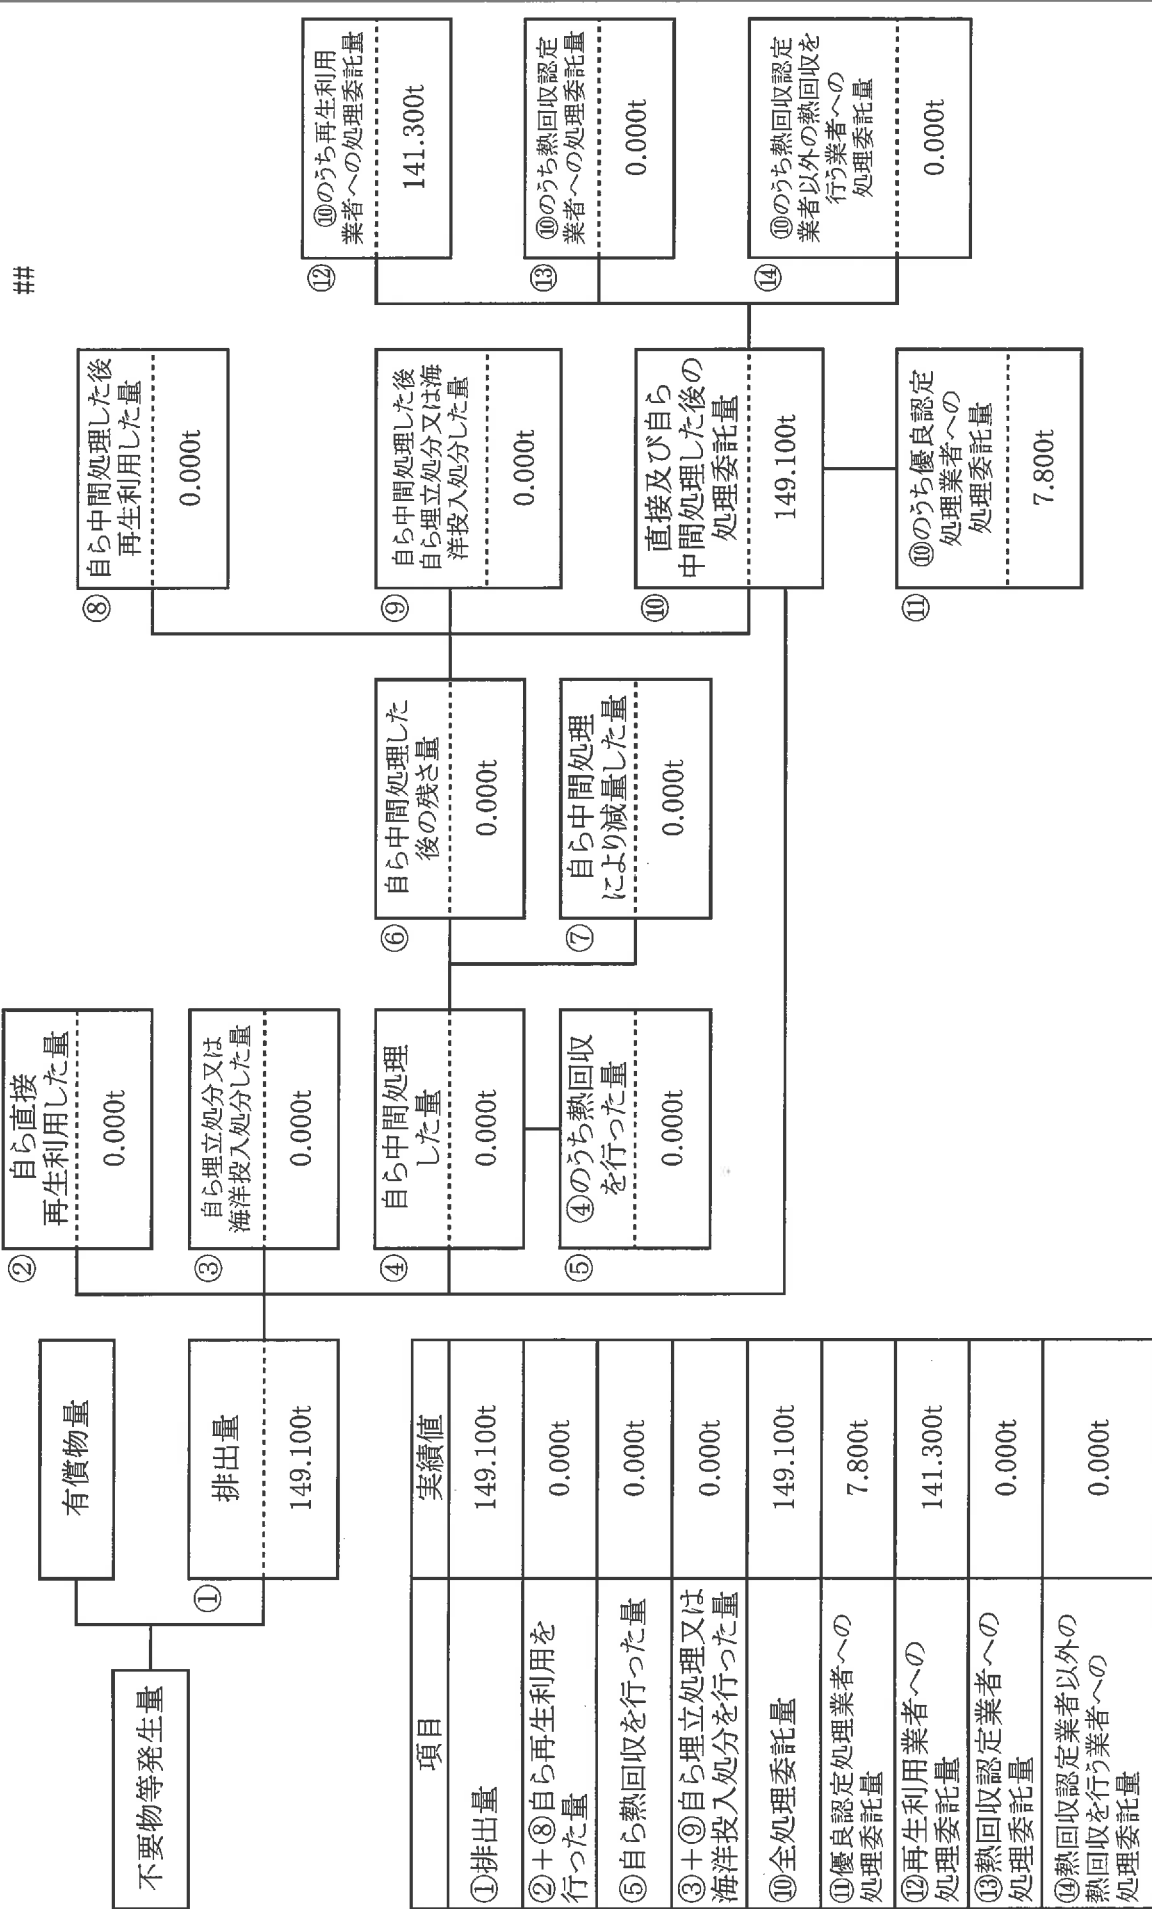 ##
不要物等発生量
有償物量
①
排出量
149.100t
②
自ら直接
再生利用した量
0.000t
③
自ら埋立処分又は
海洋投入処分した量
0.000t
④
自ら中間処理
した量
0.000t
⑤
④のうち熱回収
を行った量
0.000t
⑥
自ら中間処理した
後の残さ量
0.000t
⑦
自ら中間処理
により減量した量
0.000t
⑧
自ら中間処理した後
再生利用した量
0.000t
⑨
自ら中間処理した後
自ら埋立処分又は海
洋投入処分した量
0.000t
⑩
直接及び自ら
中間処理した後の
処理委託量
149.100t
⑪
⑩のうち優良認定
処理業者への
処理委託量
7.800t
⑫
⑩のうち再生利用
業者への処理委託量
141.300t
⑬
⑩のうち熱回収認定
業者への処理委託量
0.000t
⑭
⑩のうち熱回収認定
業者以外の熱回収を
行う業者への
処理委託量
0.000t
項目 実績値
①排出量 149.100t
②+⑧自ら再生利用を
行った量 0.000t
⑤自ら熱回収を行った量 0.000t
③+⑨自ら埋立処理又は
海洋投入処分を行った量 0.000t
⑩全処理委託量 149.100t
⑪優良認定処理業者への
処理委託量 7.800t
⑫再生利用業者への
処理委託量 141.300t
⑬熱回収認定業者への
処理委託量 0.000t
⑭熱回収認定業者以外の
熱回収を行う業者への
処理委託量 0.000t